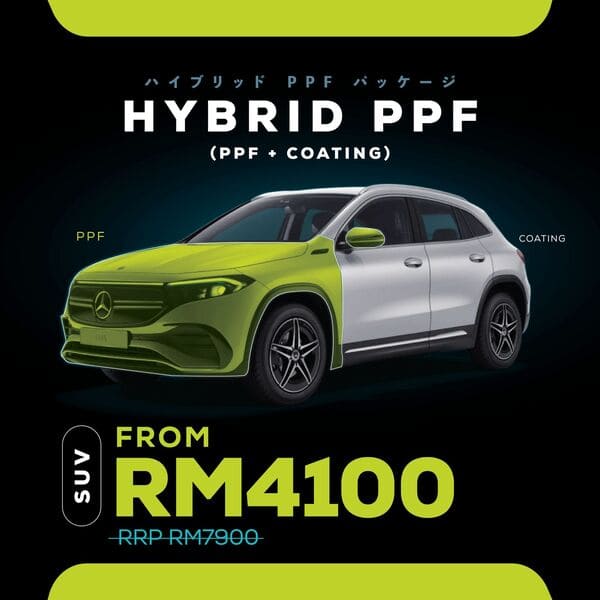 ハイブリッド PPF パッケージ
HYBRID PPF
(PPF + COATING)
PPF
COATING
SUV
FROM
RM4100
RRP RM7900